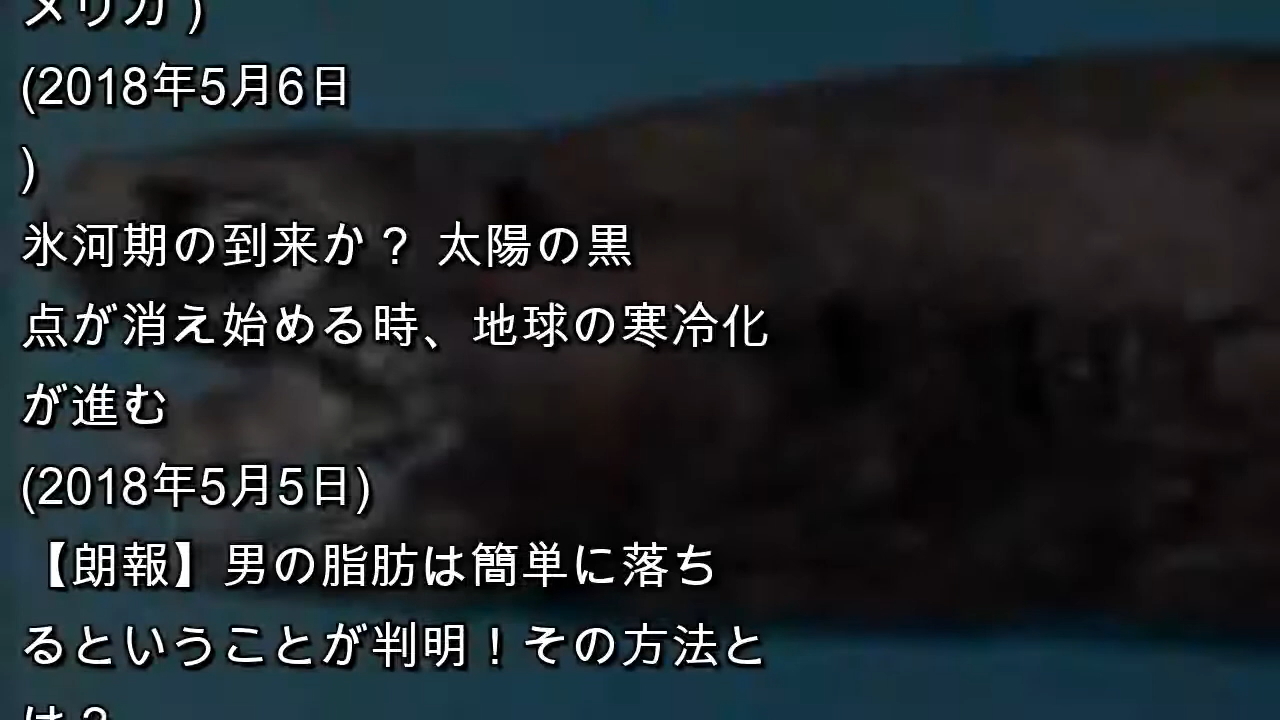 メリカ )
(2018年5月6日
)
氷河期の到来か？ 太陽の黒
点が消え始める時、地球の寒冷化
が進む
(2018年5月5日)
【朗報】男の脂肪は簡単に落ち
るということが判明！その方法と
は？